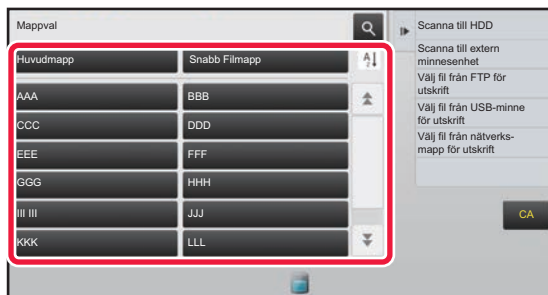 Mappval
Huvudmapp
Snabb Filmapp
A
Z
AAA
BBB
CCC
DDD
EEE
FFF
GGG
HHH
III III
JJJ
KKK
LLL
Scanna till HDD
Scanna till extern
minnesenhet
Välj fil från FTP för
utskrift
Välj fil från USB-minne
för utskrift
Välj fil från nätverks-
mapp för utskrift
CA